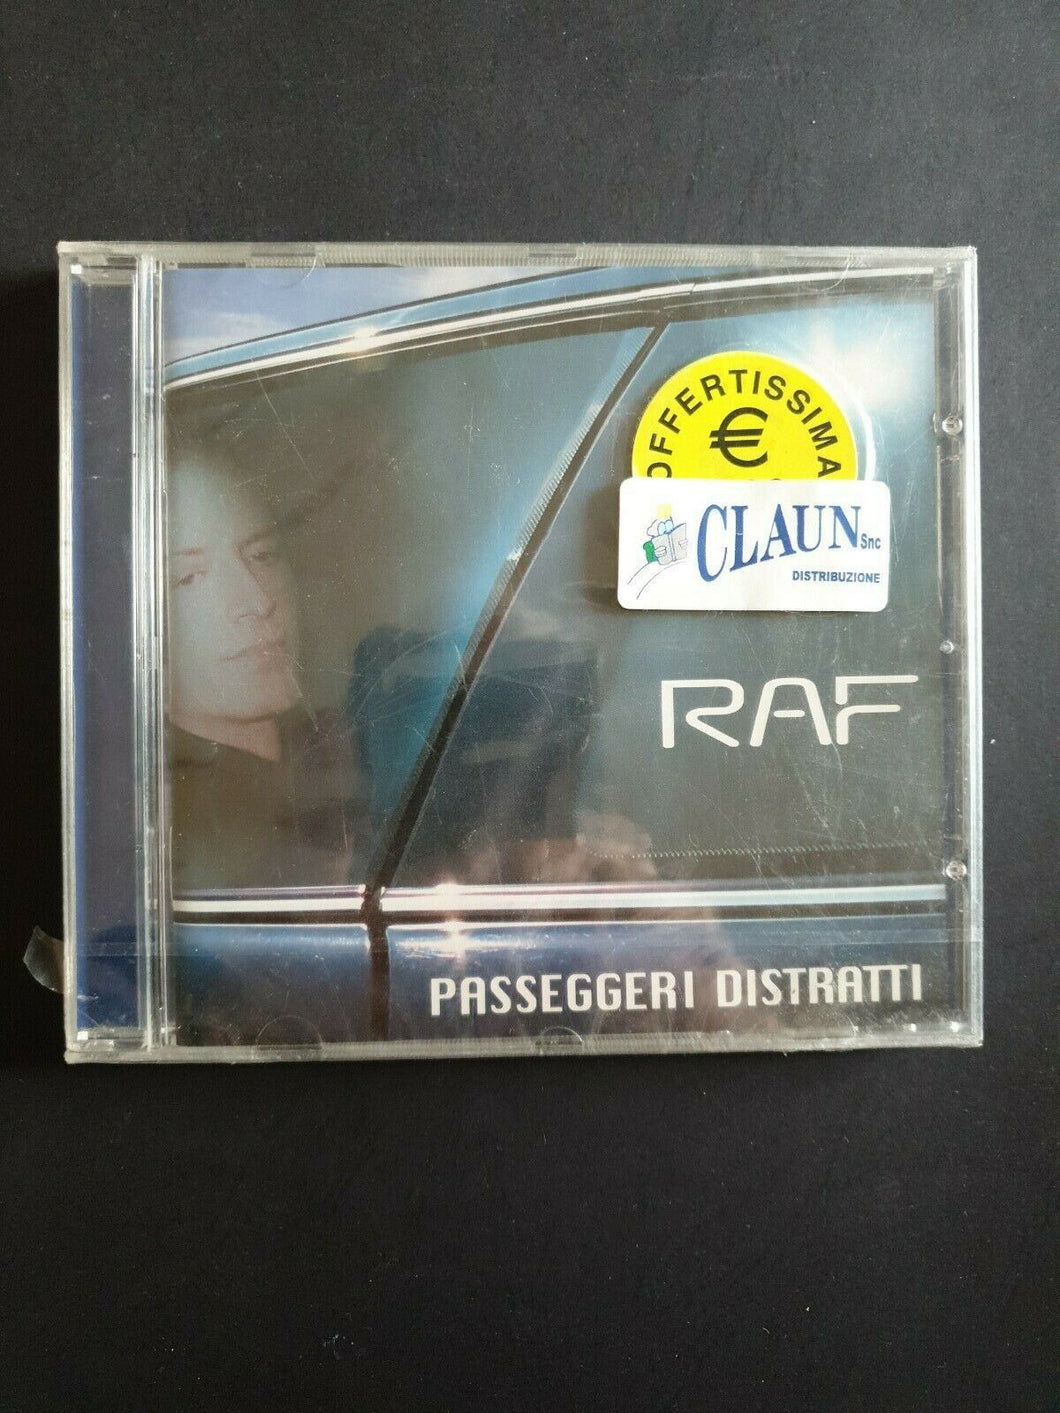 OFFERTISSIMA
€
CLAUN Snc
DISTRIBUZIONE
RAF
PASSEGGERI DISTRATTI